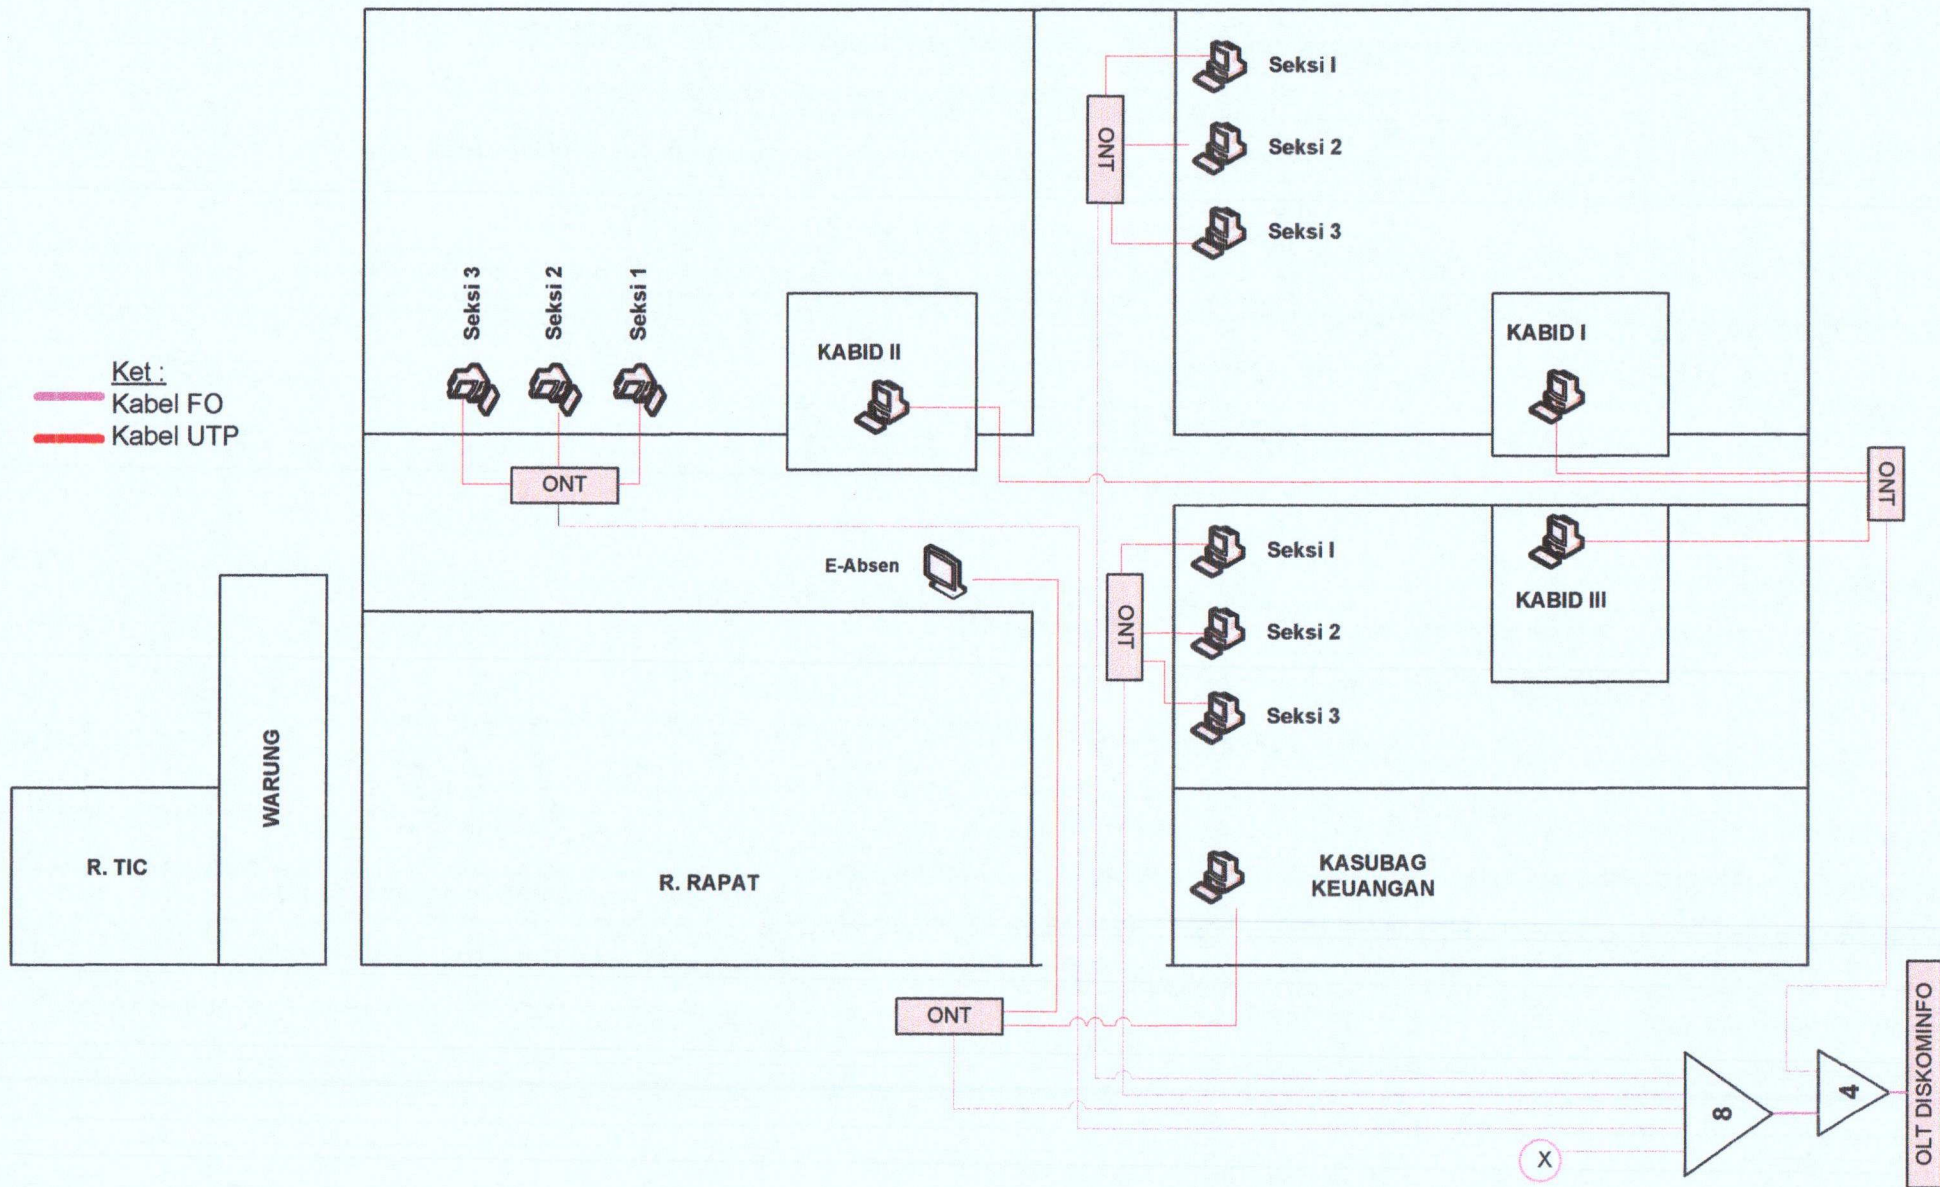 Seksi I
Seksi 2
Seksi 3
ONT
Seksi 3
Seksi 2
Seksi 1
KABID II
KABID I
Ket :
Kabel FO
Kabel UTP
ONT
ONT
E-Absen
Seksi I
Seksi 2
Seksi 3
ONT
KABID III
WARUNG
R. TIC
R. RAPAT
KASUBAG
KEUANGAN
ONT
8
4
X
OLT DISKOMINFO